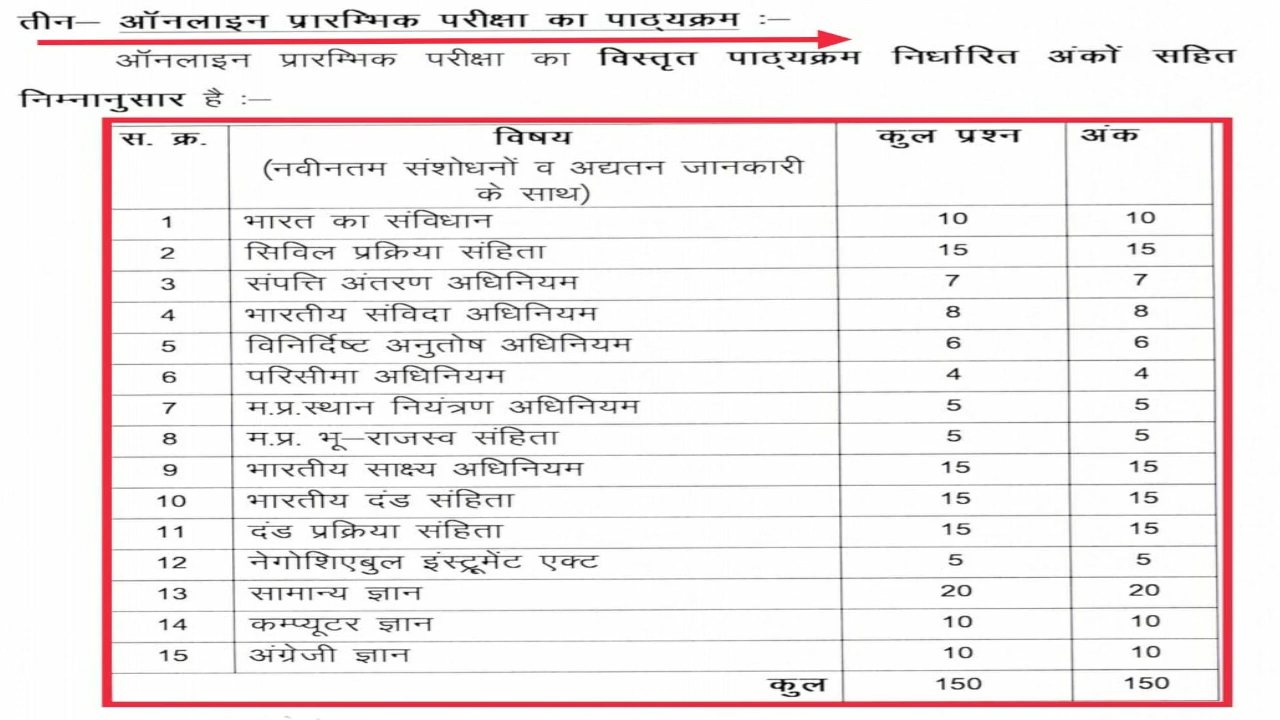 तीन– ऑनलाइन प्रारम्भिक परीक्षा का पाठ्यक्रम :–
ऑनलाइन प्रारम्भिक परीक्षा का विस्तृत पाठ्यक्रम निर्धारित अंकों सहित
निम्नानुसार है :–
स. क्र. विषय कुल प्रश्न अंक
(नवीनतम संशोधनों व अद्यतन जानकारी
के साथ)
1 भारत का संविधान 10 10
2 सिविल प्रक्रिया संहिता 15 15
3 संपत्ति अंतरण अधिनियम 7 7
4 भारतीय संविदा अधिनियम 8 8
5 विनिर्दिष्ट अनुतोष अधिनियम 6 6
6 परिसीमा अधिनियम 4 4
7 म.प्र.स्थान नियंत्रण अधिनियम 5 5
8 म.प्र. भू–राजस्व संहिता 5 5
9 भारतीय साक्ष्य अधिनियम 15 15
10 भारतीय दंड संहिता 15 15
11 दंड प्रक्रिया संहिता 15 15
12 नेगोशिएबुल इंस्ट्रूमेंट एक्ट 5 5
13 सामान्य ज्ञान 20 20
14 कम्प्यूटर ज्ञान 10 10
15 अंग्रेजी ज्ञान 10 10
कुल 150 150